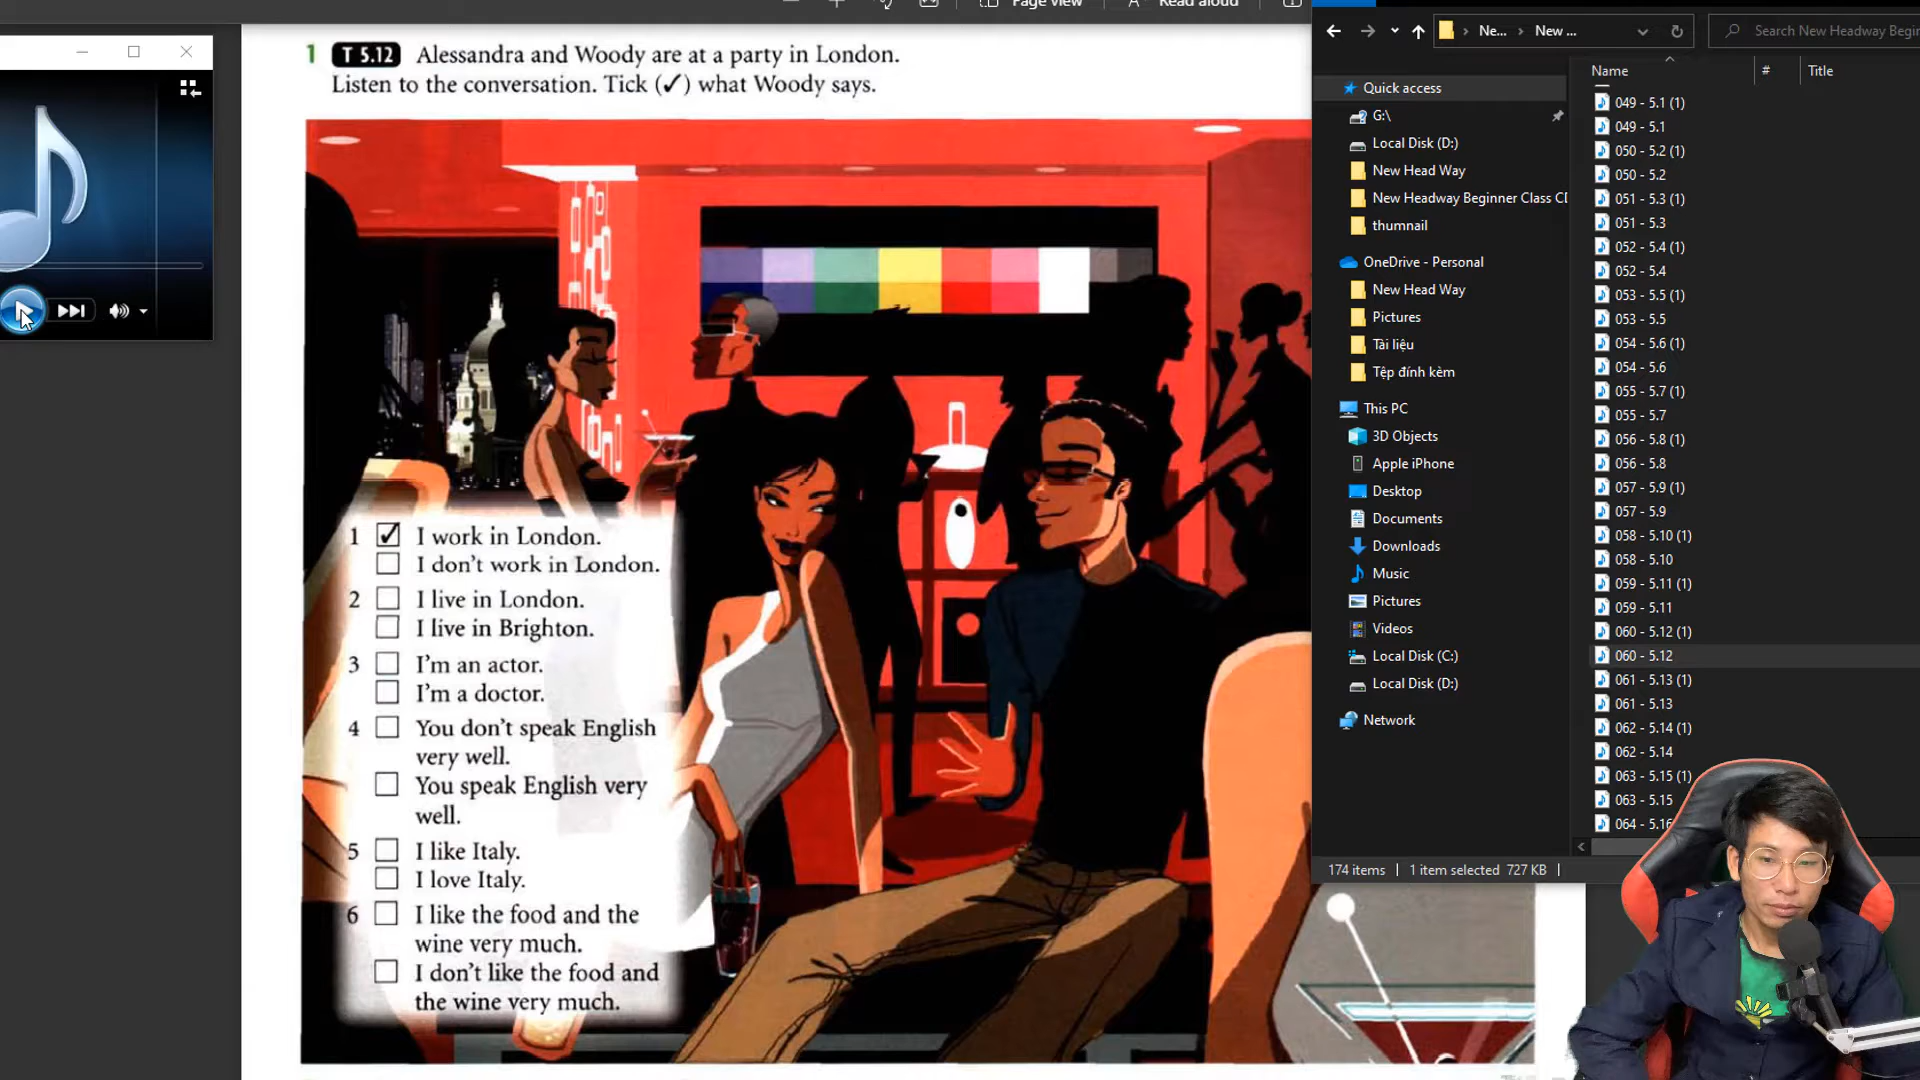 Page view
Read aloud
1 T 5.12 Alessandra and Woody are at a party in London.
Listen to the conversation. Tick (✓) what Woody says.
1 ✓ I work in London.
I don't work in London.
2 I live in London.
I live in Brighton.
3 I'm an actor.
I'm a doctor.
4 You don't speak English
very well.
You speak English very
well.
5 I like Italy.
I love Italy.
6 I like the food and the
wine very much.
I don't like the food and
the wine very much.
Ne... New ...
Search New Headway Begin
Quick access
G:\
Local Disk (D:)
New Head Way
New Headway Beginner Class CD
thumnail
OneDrive - Personal
New Head Way
Pictures
Tài liệu
Tệp đính kèm
This PC
3D Objects
Apple iPhone
Desktop
Documents
Downloads
Music
Pictures
Videos
Local Disk (C:)
Local Disk (D:)
Network
Name # Title
049 - 5.1 (1)
049 - 5.1
050 - 5.2 (1)
050 - 5.2
051 - 5.3 (1)
051 - 5.3
052 - 5.4 (1)
052 - 5.4
053 - 5.5 (1)
053 - 5.5
054 - 5.6 (1)
054 - 5.6
055 - 5.7 (1)
055 - 5.7
056 - 5.8 (1)
056 - 5.8
057 - 5.9 (1)
057 - 5.9
058 - 5.10 (1)
058 - 5.10
059 - 5.11 (1)
059 - 5.11
060 - 5.12 (1)
060 - 5.12
061 - 5.13 (1)
061 - 5.13
062 - 5.14 (1)
062 - 5.14
063 - 5.15 (1)
063 - 5.15
064 - 5.16
174 items 1 item selected 727 KB